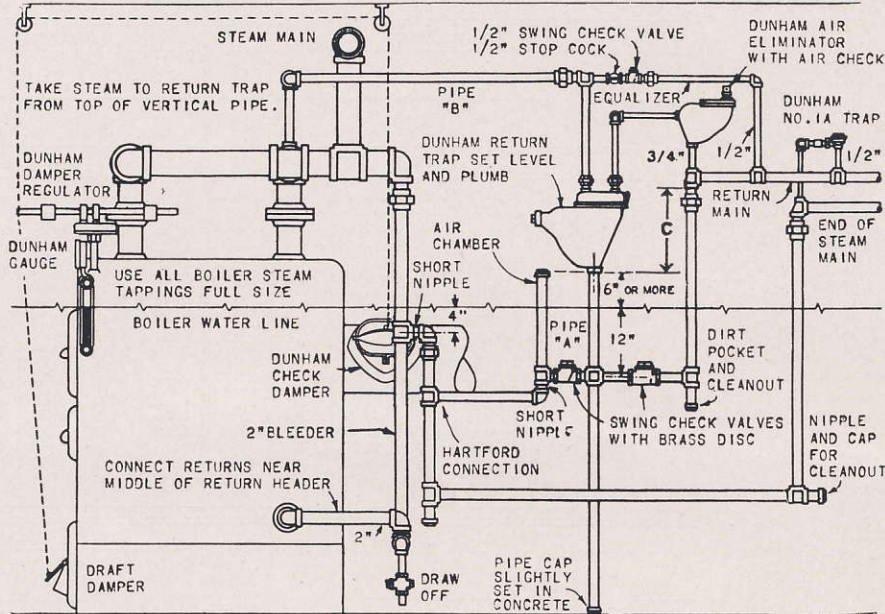 STEAM MAIN
1/2" SWING CHECK VALVE
1/2" STOP COCK
DUNHAM AIR
ELIMINATOR
WITH AIR CHECK
TAKE STEAM TO RETURN TRAP
FROM TOP OF VERTICAL PIPE.
PIPE
"B"
EQUALIZER
DUNHAM
NO.1A TRAP
DUNHAM
DAMPER
REGULATOR
DUNHAM RETURN
TRAP SET LEVEL
AND PLUMB
3/4"
1/2"
1/2"
RETURN
MAIN
C
DUNHAM
GAUGE
AIR
CHAMBER
END OF
STEAM
MAIN
USE ALL BOILER STEAM
TAPPINGS FULL SIZE
SHORT
NIPPLE
6" OR MORE
BOILER WATER LINE
4"
PIPE
"A"
12"
DIRT
POCKET
AND
CLEANOUT
DUNHAM
CHECK
DAMPER
SHORT
NIPPLE
SWING CHECK VALVES
WITH BRASS DISC
NIPPLE
AND CAP
FOR
CLEANOUT
2" BLEEDER
HARTFORD
CONNECTION
CONNECT RETURNS NEAR
MIDDLE OF RETURN HEADER
2"
DRAFT
DAMPER
DRAW
OFF
PIPE CAP
SLIGHTLY
SET IN
CONCRETE